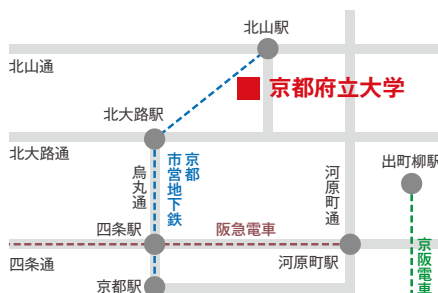 北山駅
北山通
京都府立大学
北大路駅
北大路通
烏丸通
京都
市営地下鉄
河原町通
出町柳駅
四条駅
阪急電車
四条通
河原町駅
京阪電車
京都駅